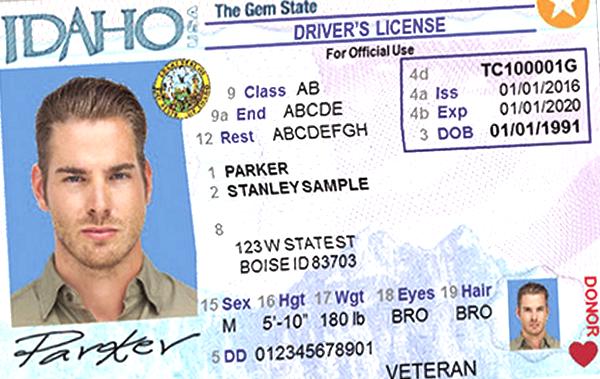 IDAHO USA
The Gem State
DRIVER'S LICENSE
For Official Use
9 Class AB
9a End ABCDE
12 Rest ABCDEFGH
4d TC100001G
4a Iss 01/01/2016
4b Exp 01/01/2020
3 DOB 01/01/1991
1 PARKER
2 STANLEY SAMPLE
8
123 W STATE ST
BOISE ID 83703
15 Sex 16 Hgt 17 Wgt 18 Eyes 19 Hair
M 5'-10" 180 lb BRO BRO
5 DD 012345678901
VETERAN
DONOR
Parker